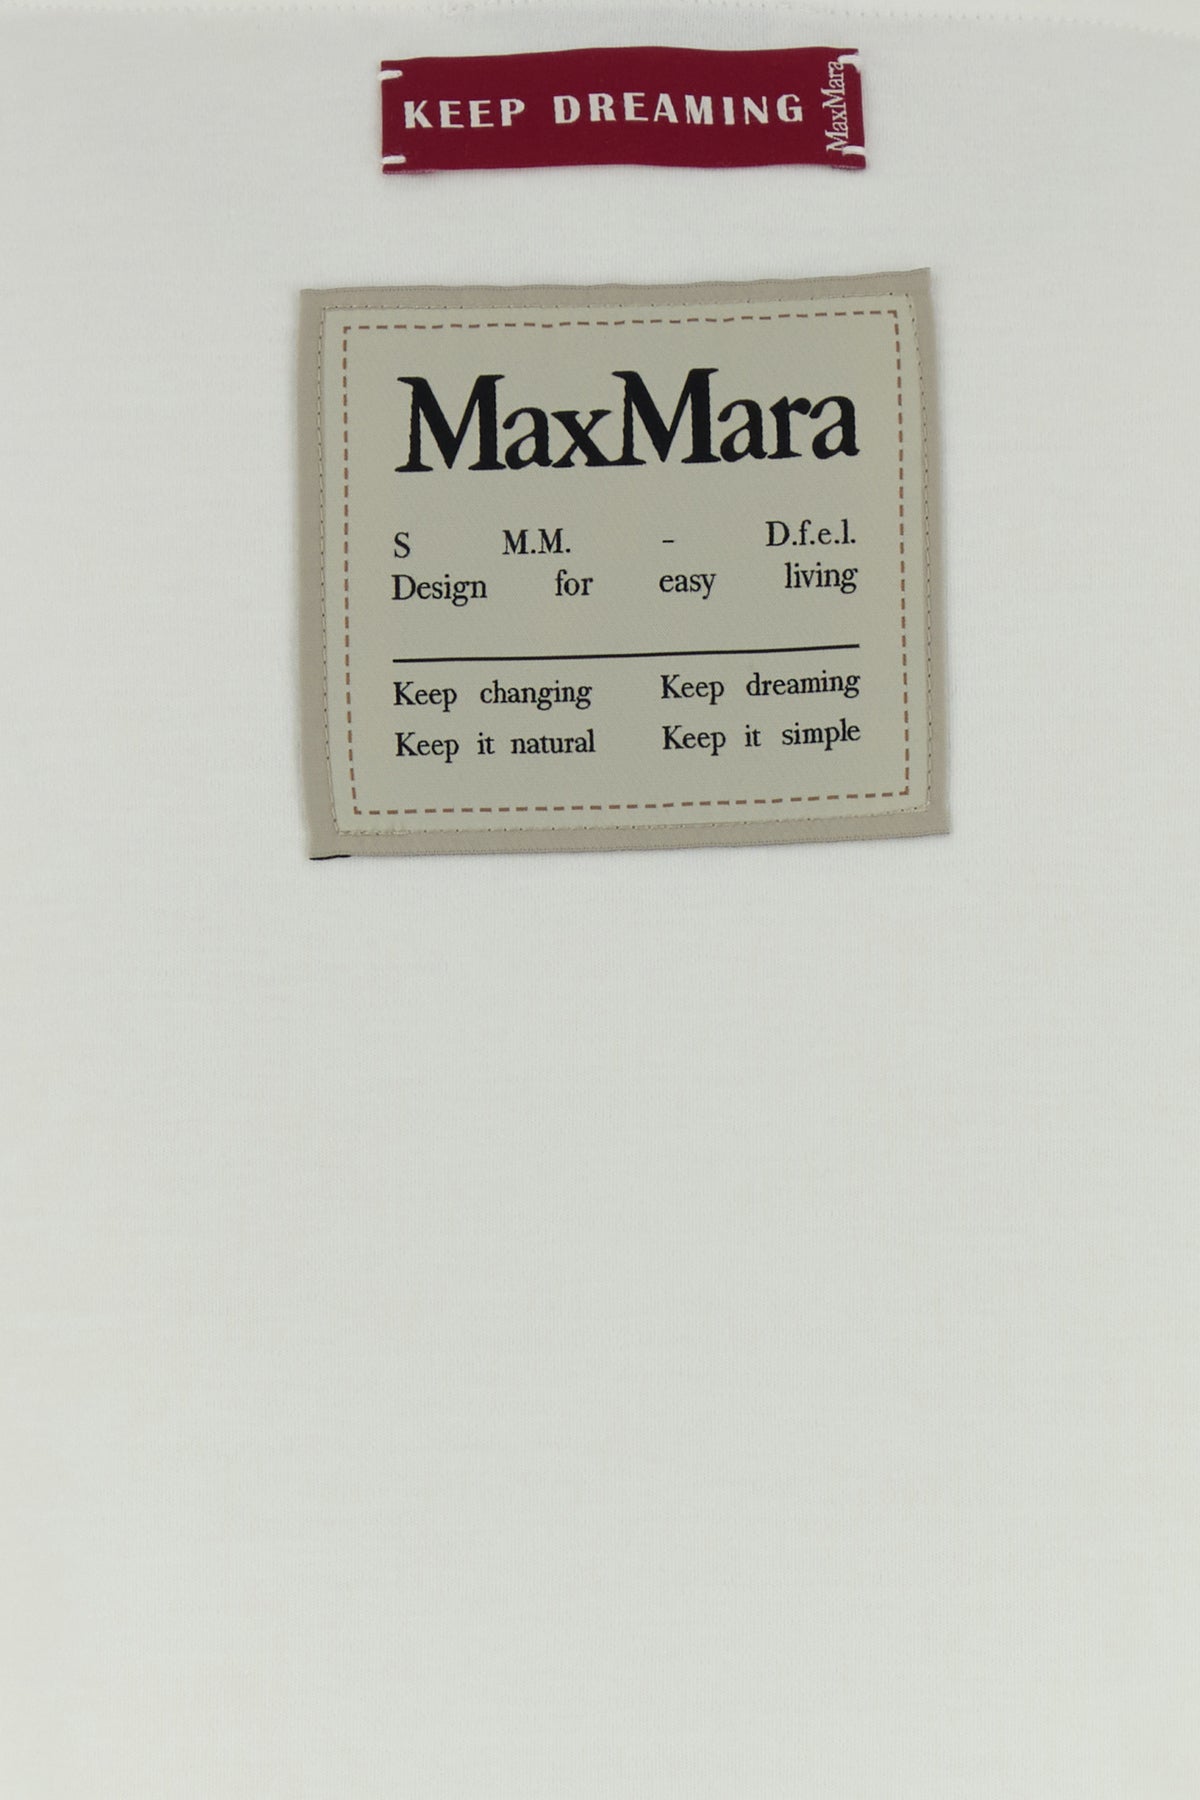 KEEP DREAMING
MaxMara
MaxMara
S M.M. - D.f.e.l.
Design for easy living
Keep changing Keep dreaming
Keep it natural Keep it simple